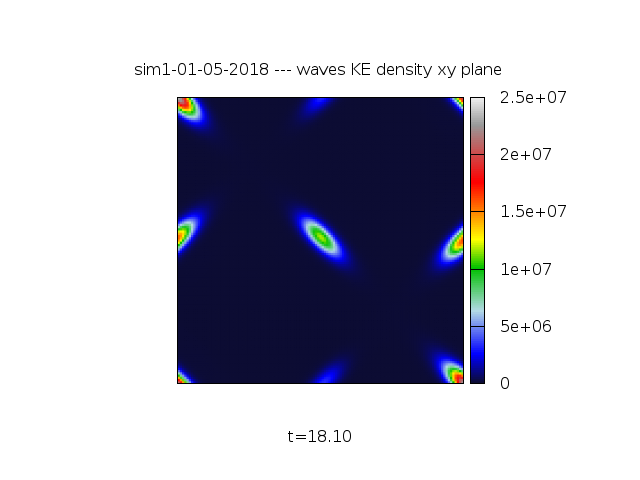 sim1-01-05-2018 --- waves KE density xy plane
2.5e+07
2e+07
1.5e+07
1e+07
5e+06
0
t=18.10